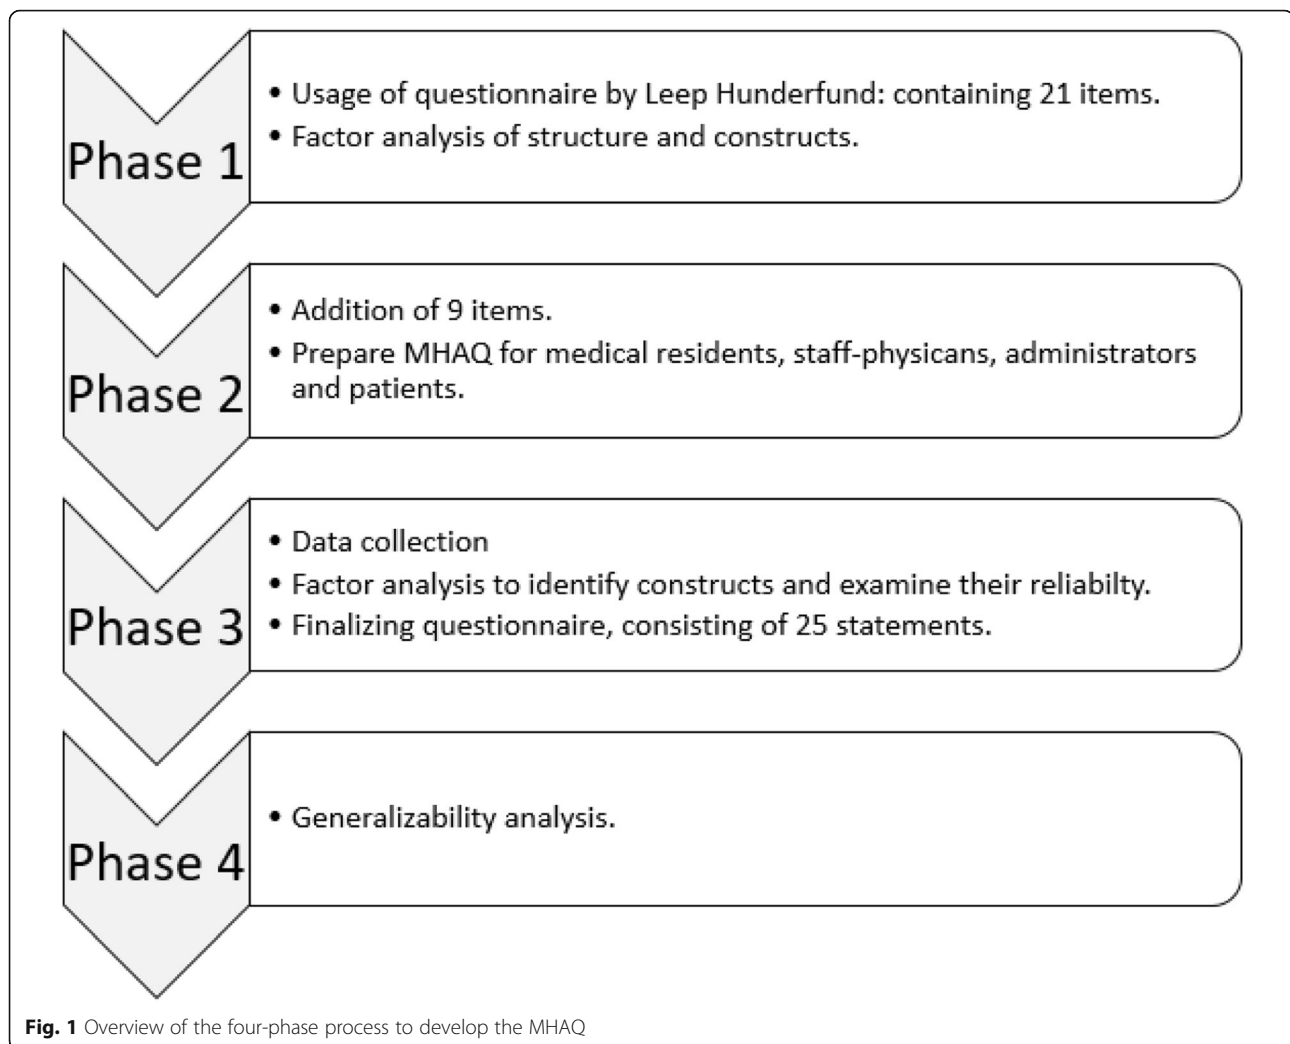 Phase 1
• Usage of questionnaire by Leep Hunderfund: containing 21 items.
• Factor analysis of structure and constructs.
Phase 2
• Addition of 9 items.
• Prepare MHAQ for medical residents, staff-physicans, administrators
and patients.
Phase 3
• Data collection
• Factor analysis to identify constructs and examine their reliabilty.
• Finalizing questionnaire, consisting of 25 statements.
Phase 4
• Generalizability analysis.
Fig. 1 Overview of the four-phase process to develop the MHAQ